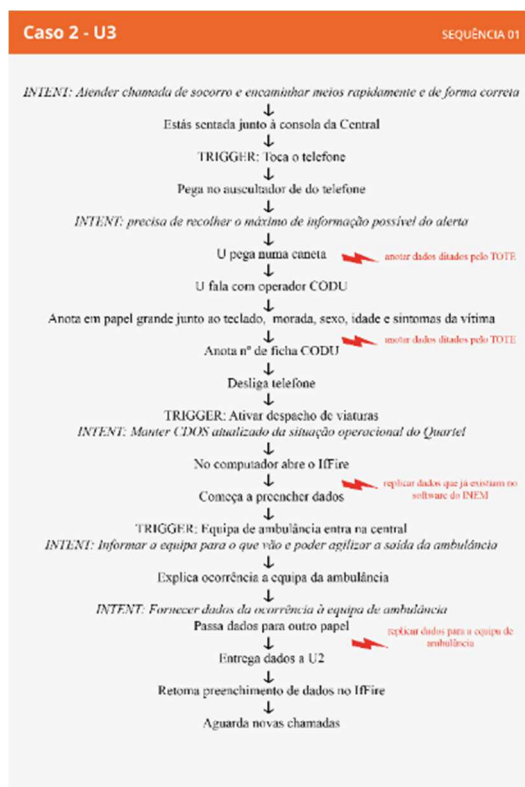 Caso 2 - U3
SEQUÊNCIA 01
INTENT: Atender chamada de socorro e encaminhar meios rapidamente e de forma correta
Estás sentada junto à consola da Central
TRIGGER: Toca o telefone
Pega no auscultador de do telefone
INTENT: precisa de recolher o máximo de informação possível do alerta
U pega numa caneta
anotar dados ditados pelo TOTE
U fala com operador CODU
Anota em papel grande junto ao teclado, morada, sexo, idade e sintomas da vítima
anotar dados ditados pelo TOTE
Anota nº de ficha CODU
Desliga telefone
TRIGGER: Ativar despacho de viaturas
INTENT: Manter CDOS atualizado da situação operacional do Quartel
No computador abre o IfFire
replicar dados que já existiam no
software do INEM
Começa a preencher dados
TRIGGER: Equipa de ambulância entra na central
INTENT: Informar a equipa para o que vão e poder agilizar a saída da ambulância
Explica ocorrência a equipa da ambulância
INTENT: Fornecer dados da ocorrência à equipa de ambulância
Passa dados para outro papel
replicar dados para a equipa de
ambulância
Entrega dados a U2
Retoma preenchimento de dados no IfFire
Aguarda novas chamadas